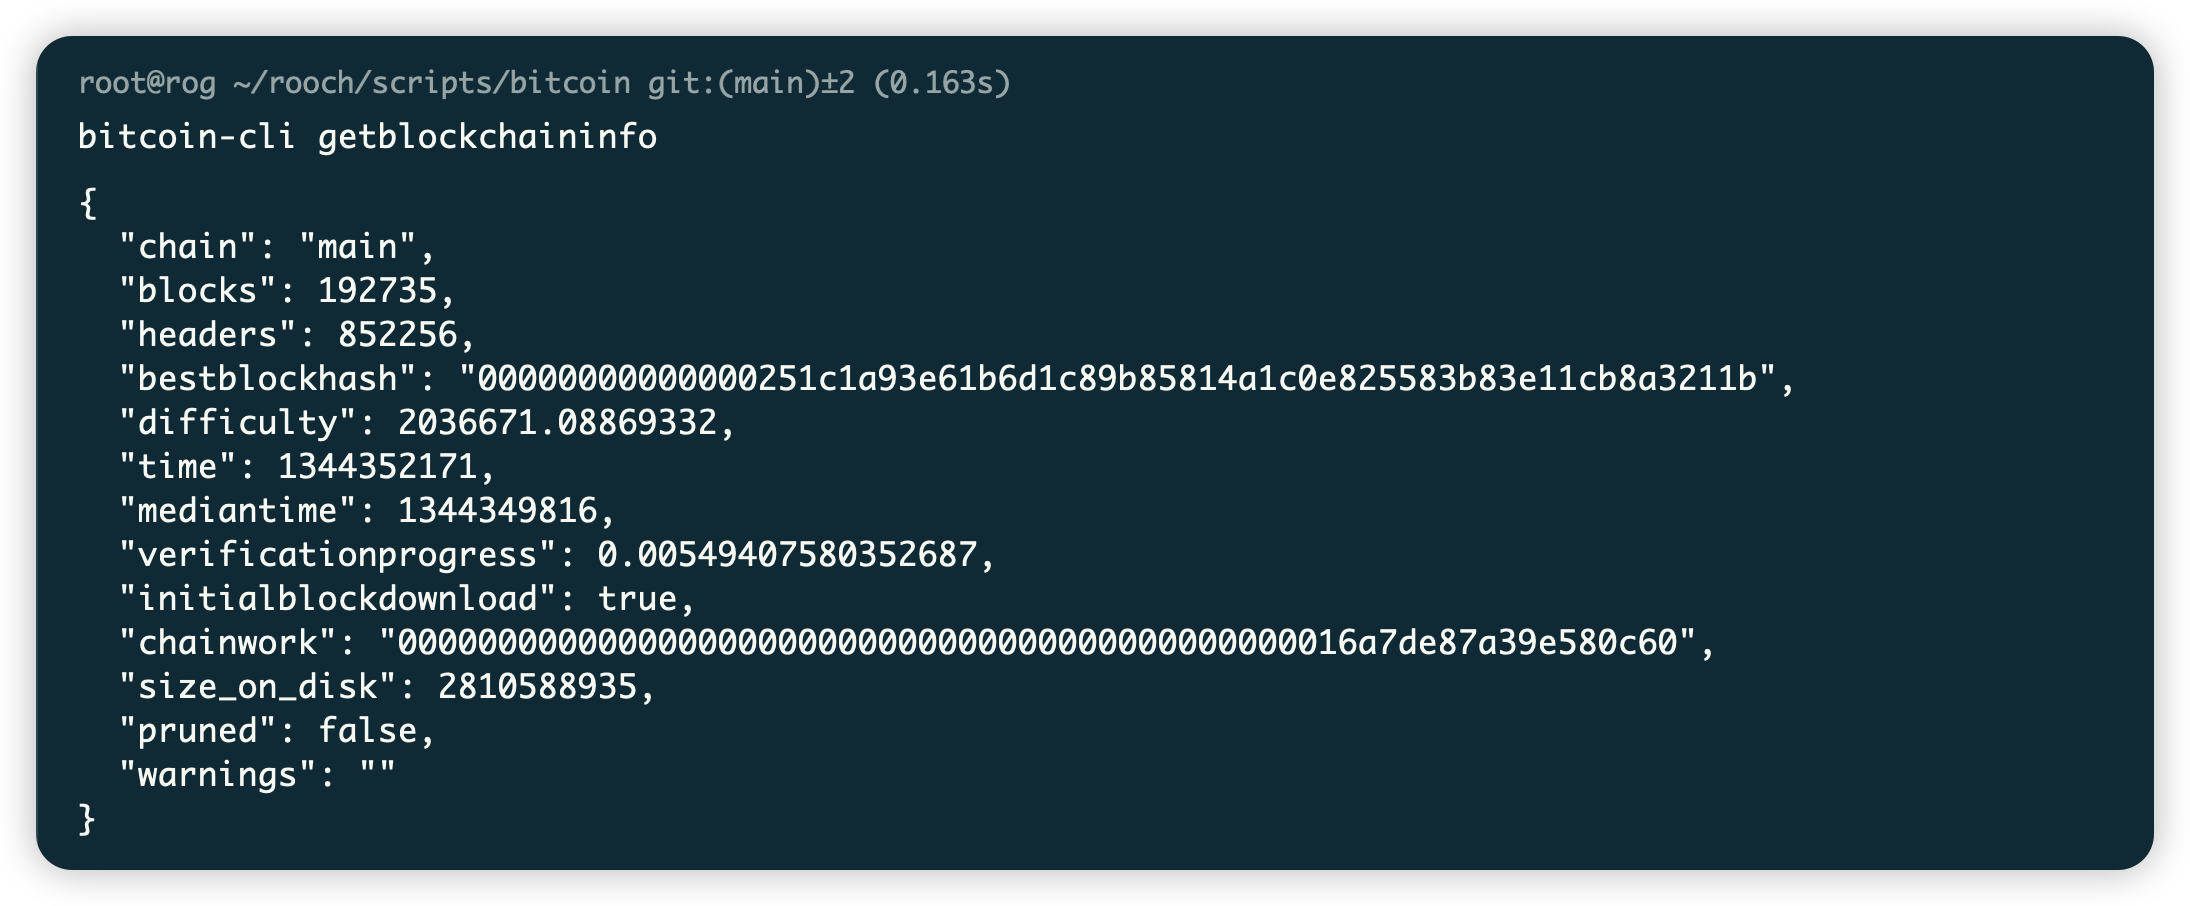 root@rog ~/rooch/scripts/bitcoin git:(main)±2 (0.163s)
bitcoin-cli getblockchaininfo
{
  "chain": "main",
  "blocks": 192735,
  "headers": 852256,
  "bestblockhash": "00000000000000251c1a93e61b6d1c89b85814a1c0e825583b83e11cb8a3211b",
  "difficulty": 2036671.08869332,
  "time": 1344352171,
  "mediantime": 1344349816,
  "verificationprogress": 0.00549407580352687,
  "initialblockdownload": true,
  "chainwork": "0000000000000000000000000000000000000000000000016a7de87a39e580c60",
  "size_on_disk": 2810588935,
  "pruned": false,
  "warnings": ""
}